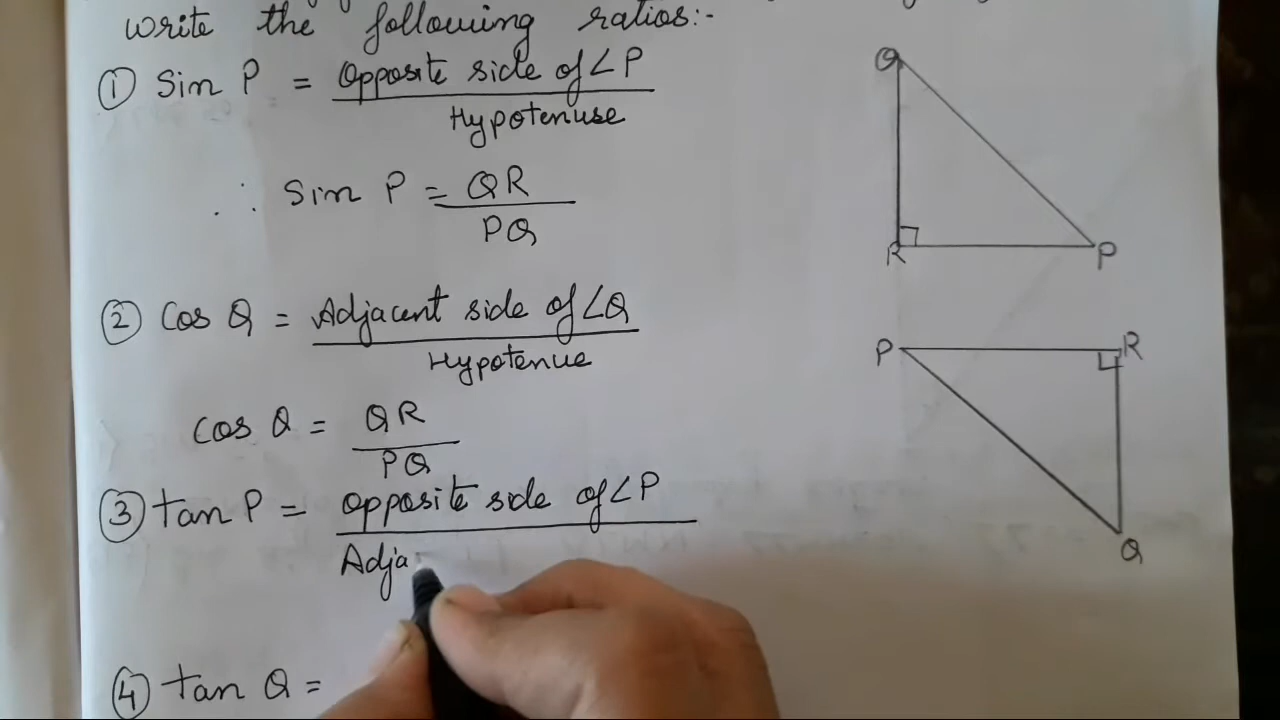 write the following ratios:-
① Sin P = Opposite side of ∠P
Hypotenuse
∴ Sin P = QR
PQ
② Cos Q = Adjacent side of ∠Q
Hypotenue
Cos Q = QR
PQ
③ tan P = Opposite side of ∠P
Adja
④ tan Q =
Q
R
P
P
R
Q